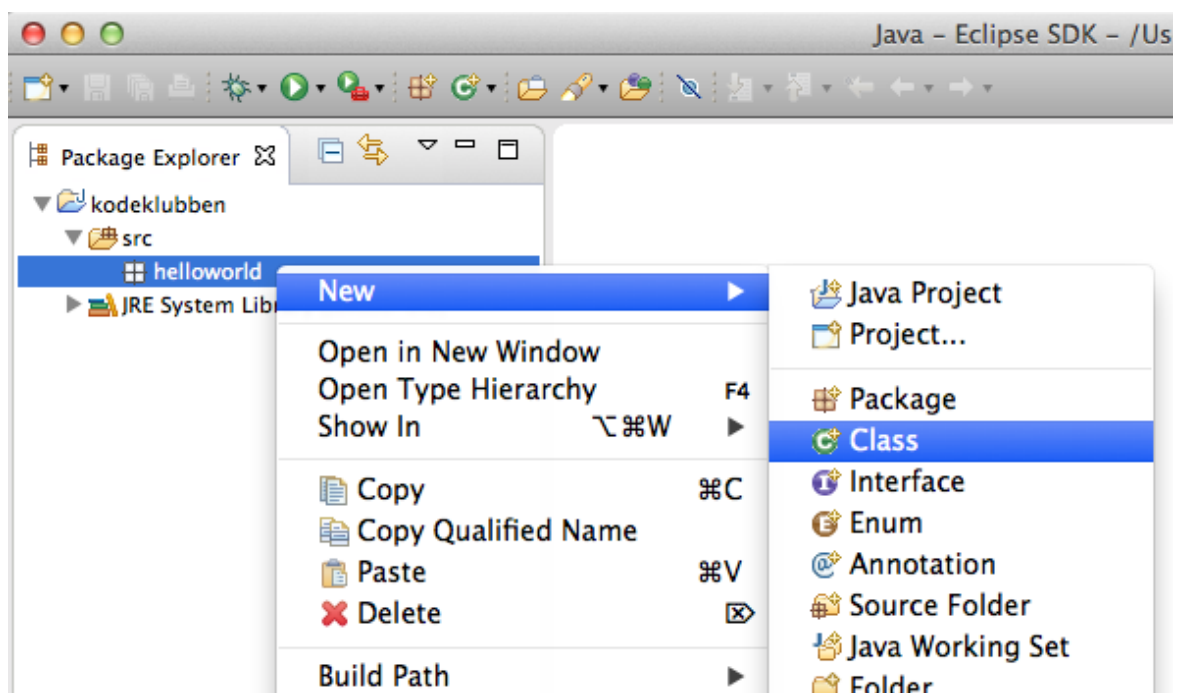 Java – Eclipse SDK – /Us
Package Explorer
kodeklubben
src
helloworld
JRE System Lib
New
Open in New Window
Open Type Hierarchy F4
Show In ⌥⌘W
Copy ⌘C
Copy Qualified Name
Paste ⌘V
Delete ⌦
Build Path
Java Project
Project...
Package
Class
Interface
Enum
Annotation
Source Folder
Java Working Set
Folder